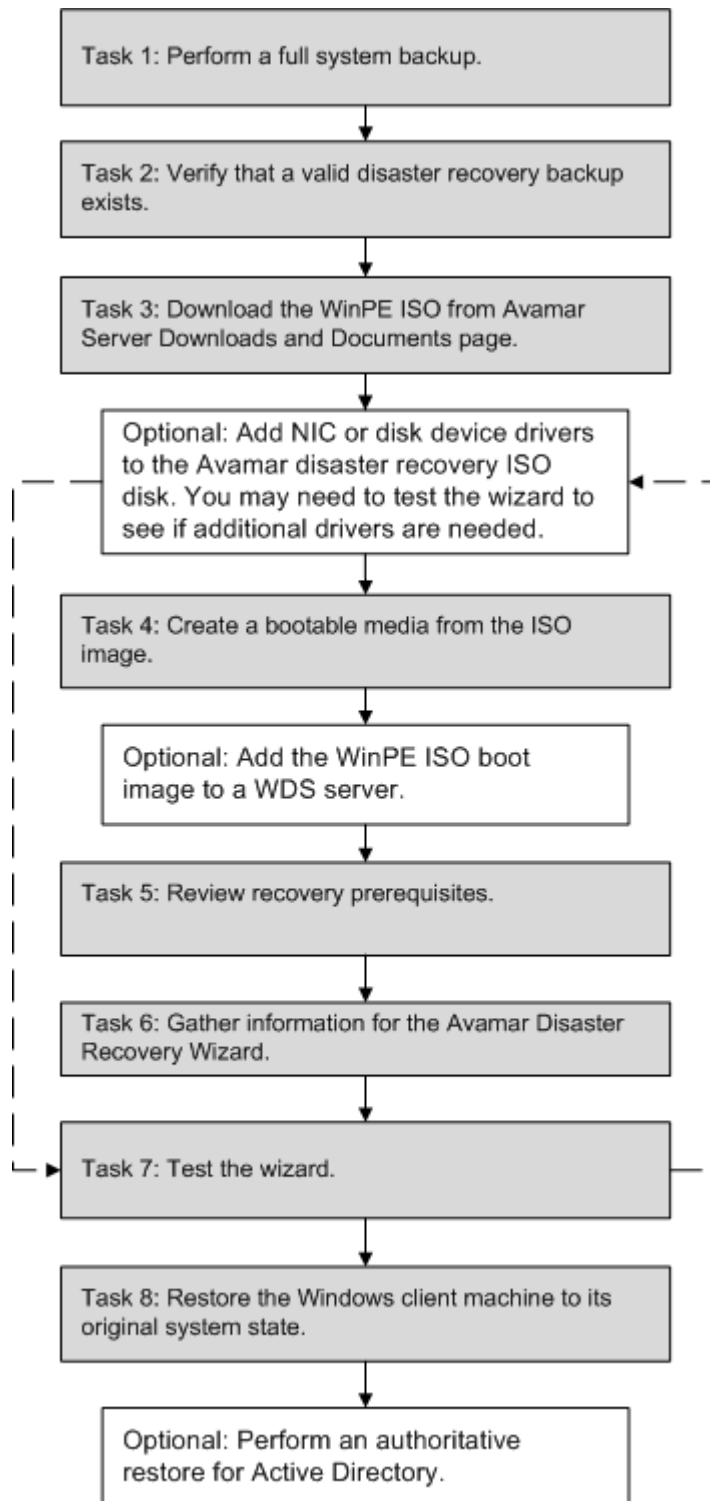 Task 1: Perform a full system backup.
Task 2: Verify that a valid disaster recovery backup
exists.
Task 3: Download the WinPE ISO from Avamar
Server Downloads and Documents page.
Optional: Add NIC or disk device drivers
to the Avamar disaster recovery ISO
disk. You may need to test the wizard to
see if additional drivers are needed.
Task 4: Create a bootable media from the ISO
image.
Optional: Add the WinPE ISO boot
image to a WDS server.
Task 5: Review recovery prerequisites.
Task 6: Gather information for the Avamar Disaster
Recovery Wizard.
Task 7: Test the wizard.
Task 8: Restore the Windows client machine to its
original system state.
Optional: Perform an authoritative
restore for Active Directory.